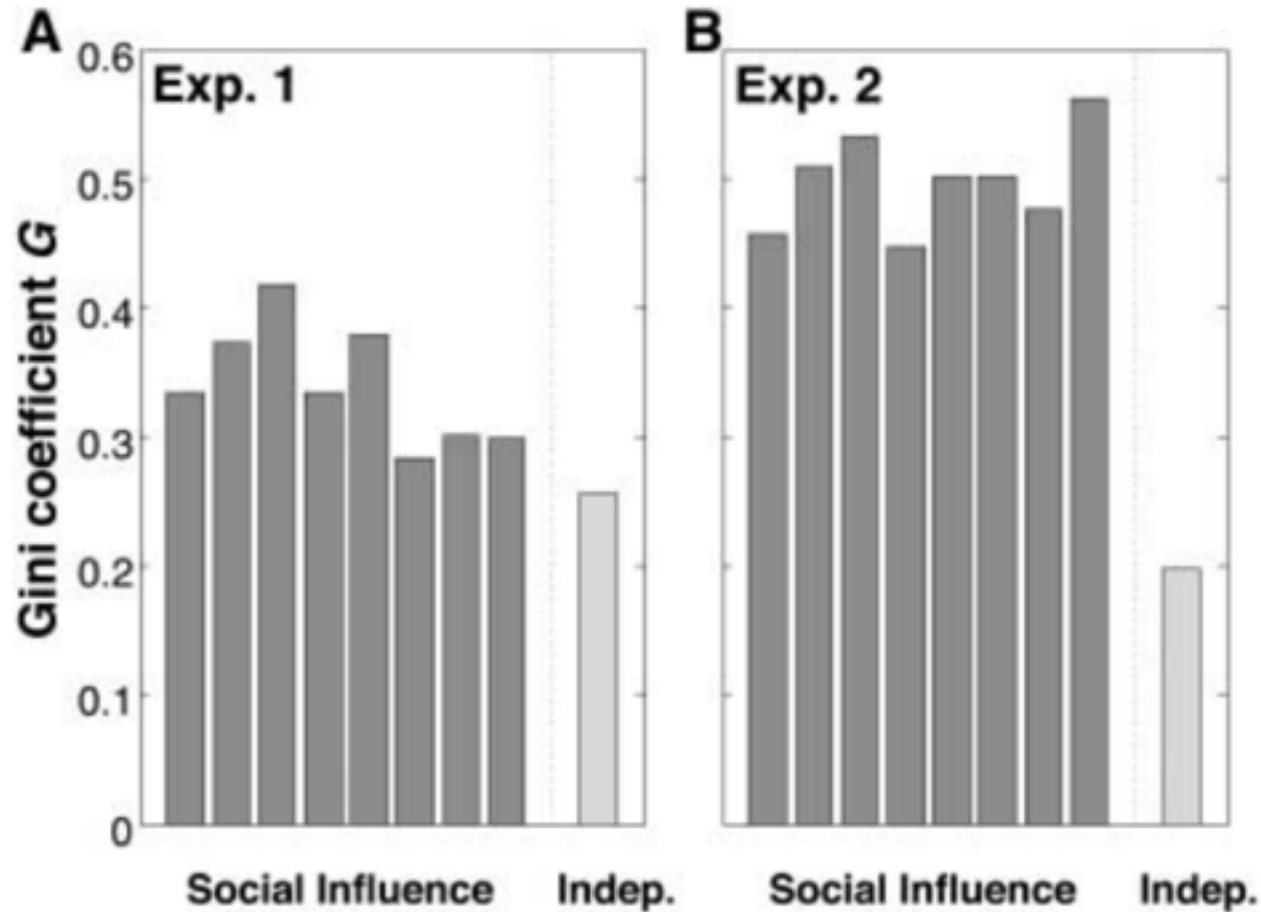 A
B
Exp. 1
Exp. 2
Gini coefficient G
0.6
0.5
0.4
0.3
0.2
0.1
0
Social Influence
Indep.
Social Influence
Indep.